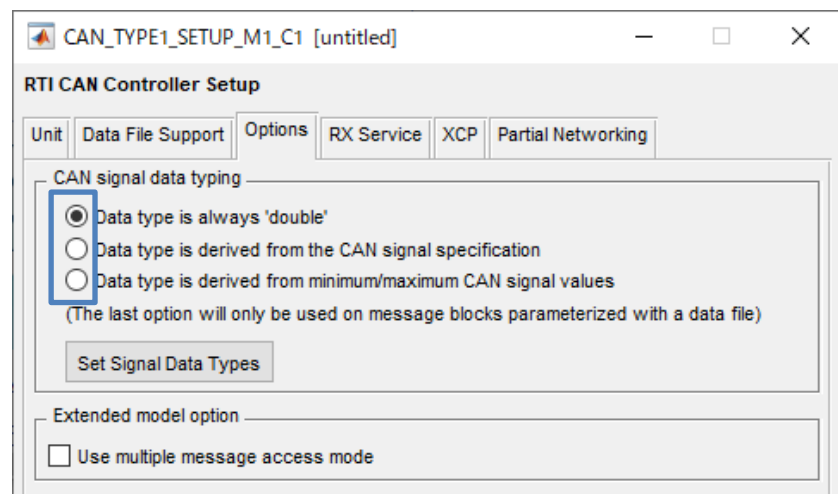 CAN_TYPE1_SETUP_M1_C1 [untitled]
RTI CAN Controller Setup
Unit Data File Support Options RX Service XCP Partial Networking
CAN signal data typing
Data type is always 'double'
Data type is derived from the CAN signal specification
Data type is derived from minimum/maximum CAN signal values
(The last option will only be used on message blocks parameterized with a data file)
Set Signal Data Types
Extended model option
Use multiple message access mode